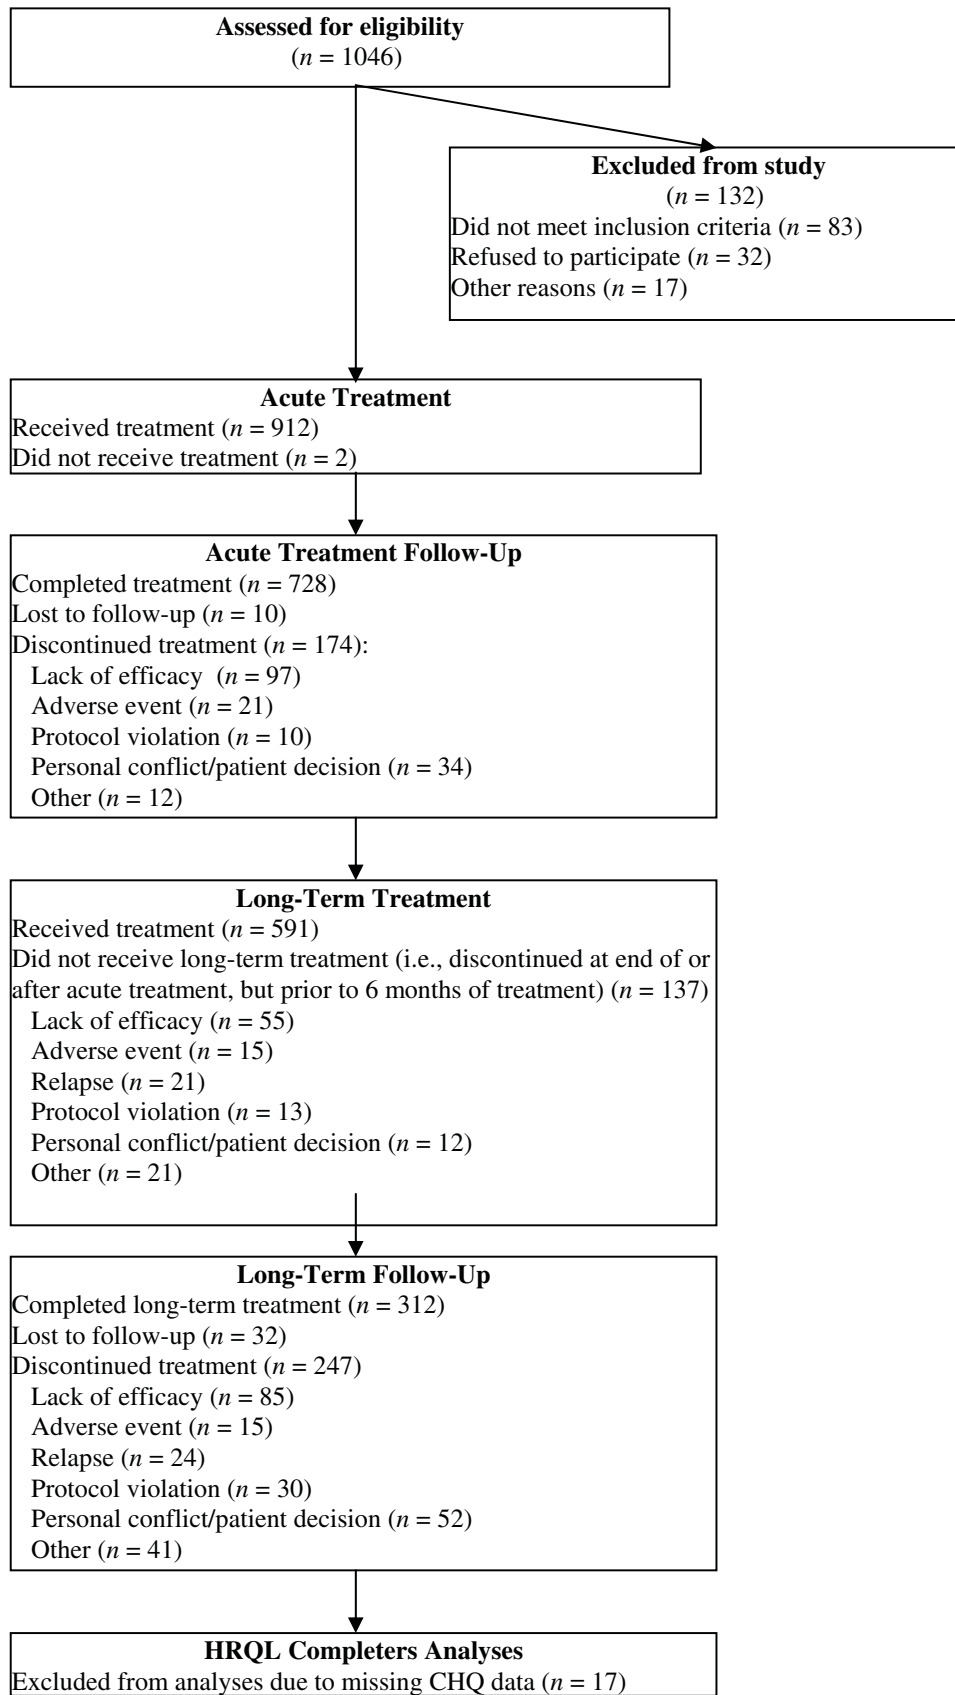 Assessed for eligibility
(n = 1046)
Excluded from study
(n = 132)
Did not meet inclusion criteria (n = 83)
Refused to participate (n = 32)
Other reasons (n = 17)
Acute Treatment
Received treatment (n = 912)
Did not receive treatment (n = 2)
Acute Treatment Follow-Up
Completed treatment (n = 728)
Lost to follow-up (n = 10)
Discontinued treatment (n = 174):
Lack of efficacy (n = 97)
Adverse event (n = 21)
Protocol violation (n = 10)
Personal conflict/patient decision (n = 34)
Other (n = 12)
Long-Term Treatment
Received treatment (n = 591)
Did not receive long-term treatment (i.e., discontinued at end of or
after acute treatment, but prior to 6 months of treatment) (n = 137)
Lack of efficacy (n = 55)
Adverse event (n = 15)
Relapse (n = 21)
Protocol violation (n = 13)
Personal conflict/patient decision (n = 12)
Other (n = 21)
Long-Term Follow-Up
Completed long-term treatment (n = 312)
Lost to follow-up (n = 32)
Discontinued treatment (n = 247)
Lack of efficacy (n = 85)
Adverse event (n = 15)
Relapse (n = 24)
Protocol violation (n = 30)
Personal conflict/patient decision (n = 52)
Other (n = 41)
HRQL Completers Analyses
Excluded from analyses due to missing CHQ data (n = 17)